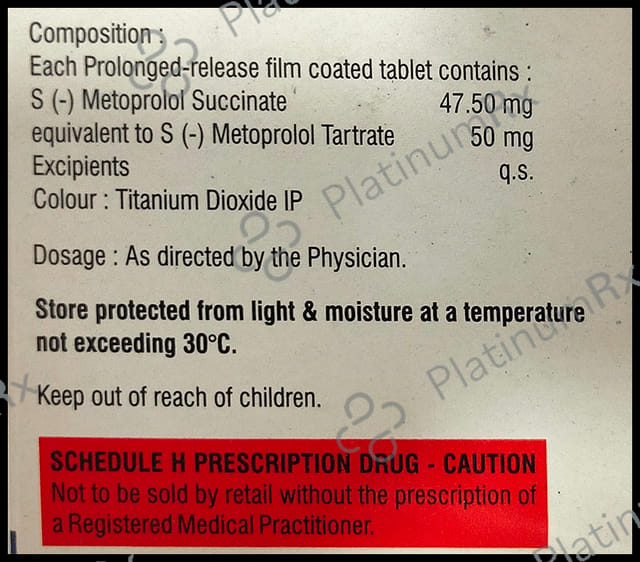 Composition :
Each Prolonged-release film coated tablet contains :
S (-) Metoprolol Succinate 47.50 mg
equivalent to S (-) Metoprolol Tartrate 50 mg
Excipients q.s.
Colour : Titanium Dioxide IP
Dosage : As directed by the Physician.
Store protected from light & moisture at a temperature
not exceeding 30°C.
Keep out of reach of children.
SCHEDULE H PRESCRIPTION DRUG - CAUTION
Not to be sold by retail without the prescription of
a Registered Medical Practitioner.
PlatinumRx
PlatinumRx